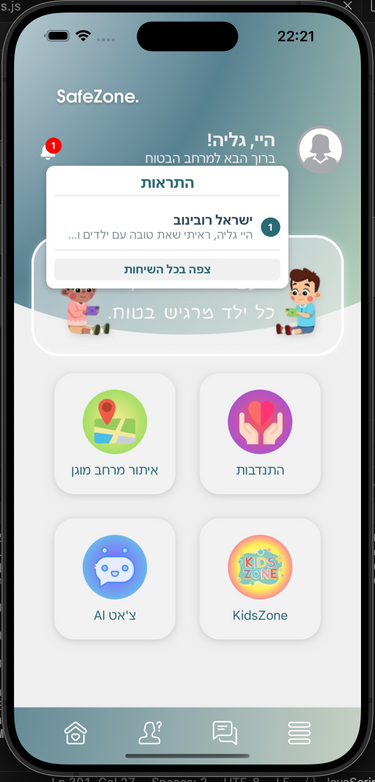 s.js
22:21
SafeZone.
היי, גליה!
ברוך הבא למרחב הבטוח
1
התראות
ישראל רובינוב
1
היי גליה, ראיתי שאת טובה עם ילדים ו...
צפה בכל השיחות
כל ילד מרגיש בטוח.
התנדבות
איתור מרחב מוגן
KIDS
ZONE
KidsZone
צ'אט AI
Ln 301, Col 27 Spaces: 2 UTF-8 LF {} JavaScri